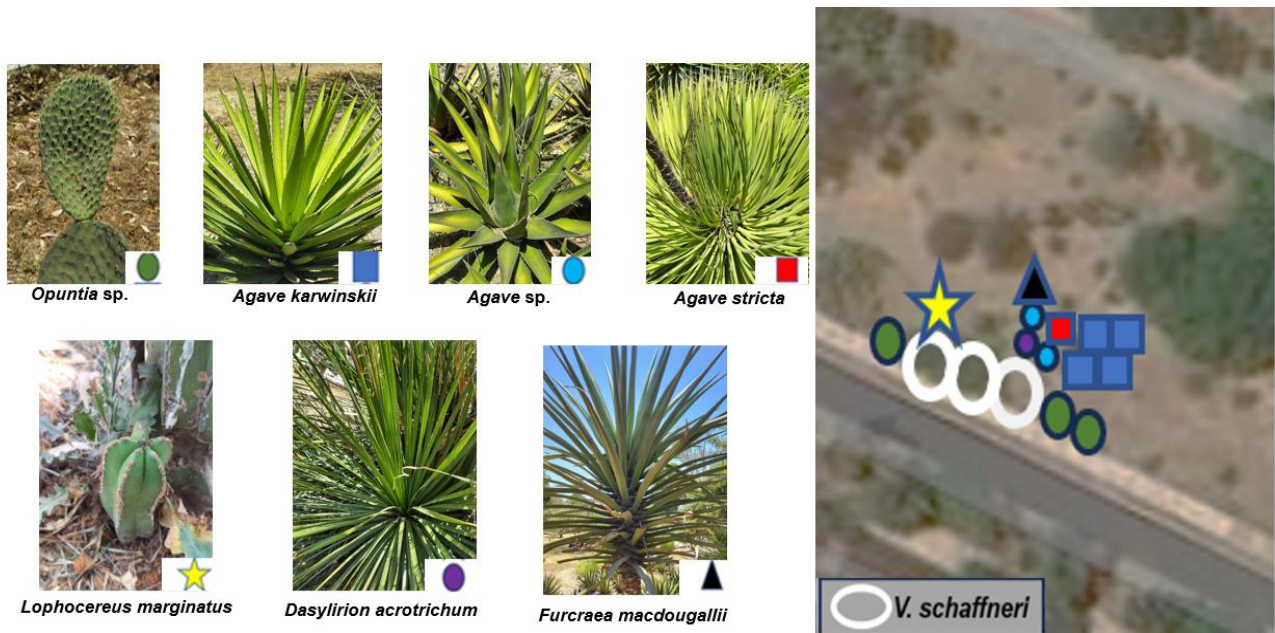 Opuntia sp.
Agave karwinskii
Agave sp.
Agave stricta
Lophocereus marginatus
Dasylirion acrotrichum
Furcraea macdougallii
V. schaffneri